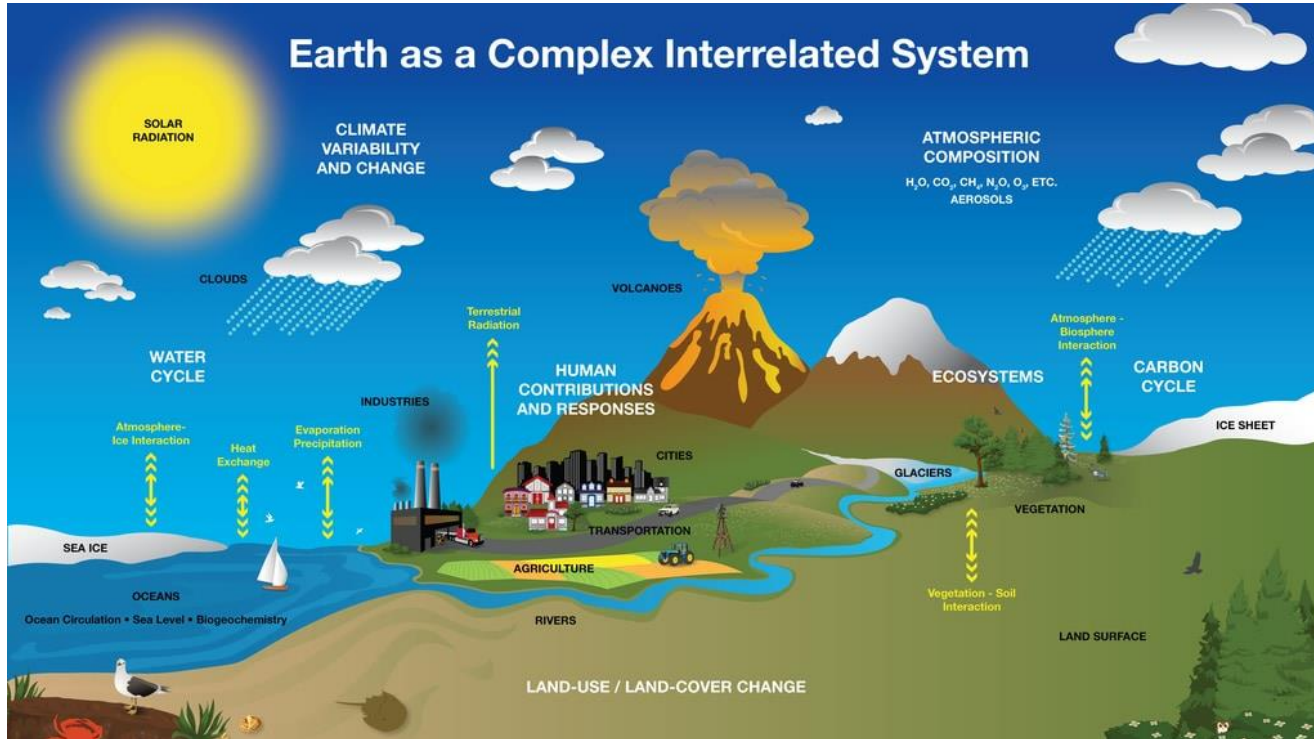 Earth as a Complex Interrelated System
SOLAR
RADIATION
CLIMATE
VARIABILITY
AND CHANGE
ATMOSPHERIC
COMPOSITION
H₂O, CO₂, CH₄, N₂O, O₃, ETC.
AEROSOLS
CLOUDS
VOLCANOES
Terrestrial
Radiation
Atmosphere -
Biosphere
Interaction
WATER
CYCLE
HUMAN
CONTRIBUTIONS
AND RESPONSES
ECOSYSTEMS
CARBON
CYCLE
INDUSTRIES
Atmosphere-
Ice Interaction
Heat
Exchange
Evaporation
Precipitation
ICE SHEET
CITIES
GLACIERS
VEGETATION
TRANSPORTATION
SEA ICE
AGRICULTURE
OCEANS
Ocean Circulation • Sea Level • Biogeochemistry
RIVERS
Vegetation - Soil
Interaction
LAND SURFACE
LAND-USE / LAND-COVER CHANGE